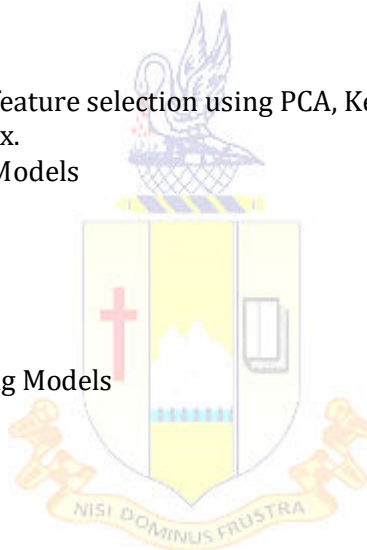 feature selection using PCA, Ke
x.
Models
g Models
NISI DOMINUS FRUSTRA